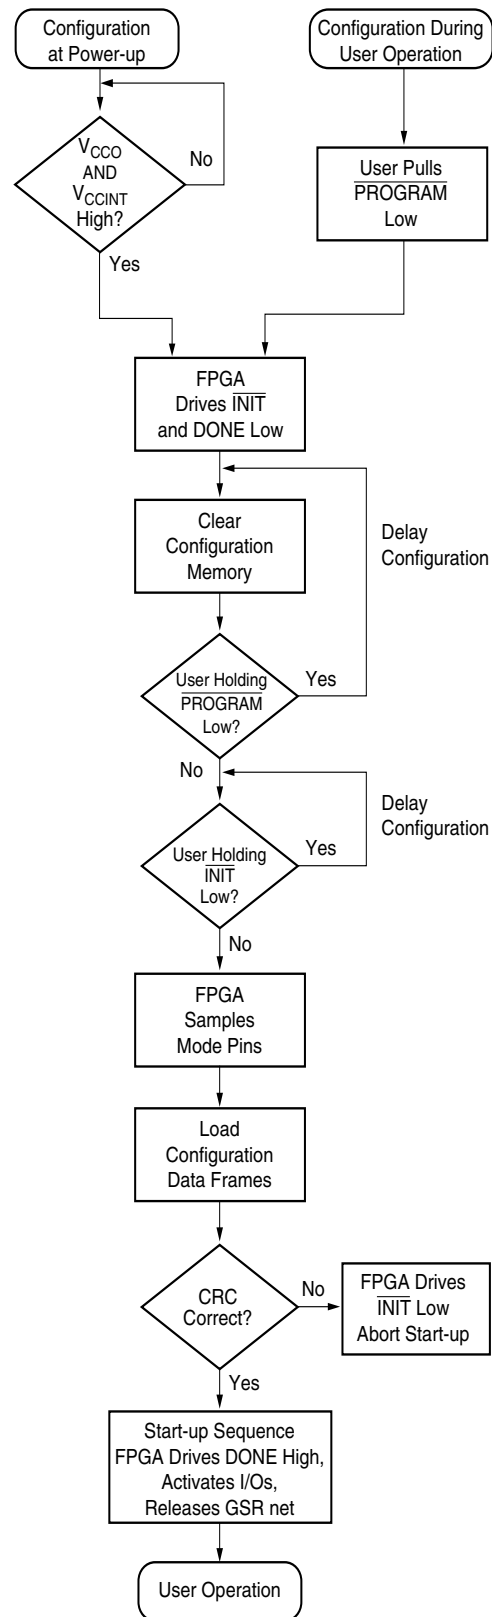 Configuration
at Power-up
Configuration During
User Operation
VCCO
AND
VCCINT
High?
No
Yes
User Pulls
PROGRAM
Low
FPGA
Drives INIT
and DONE Low
Clear
Configuration
Memory
Delay
Configuration
User Holding
PROGRAM
Low?
Yes
No
Delay
Configuration
User Holding
INIT
Low?
Yes
No
FPGA
Samples
Mode Pins
Load
Configuration
Data Frames
CRC
Correct?
No
FPGA Drives
INIT Low
Abort Start-up
Yes
Start-up Sequence
FPGA Drives DONE High,
Activates I/Os,
Releases GSR net
User Operation